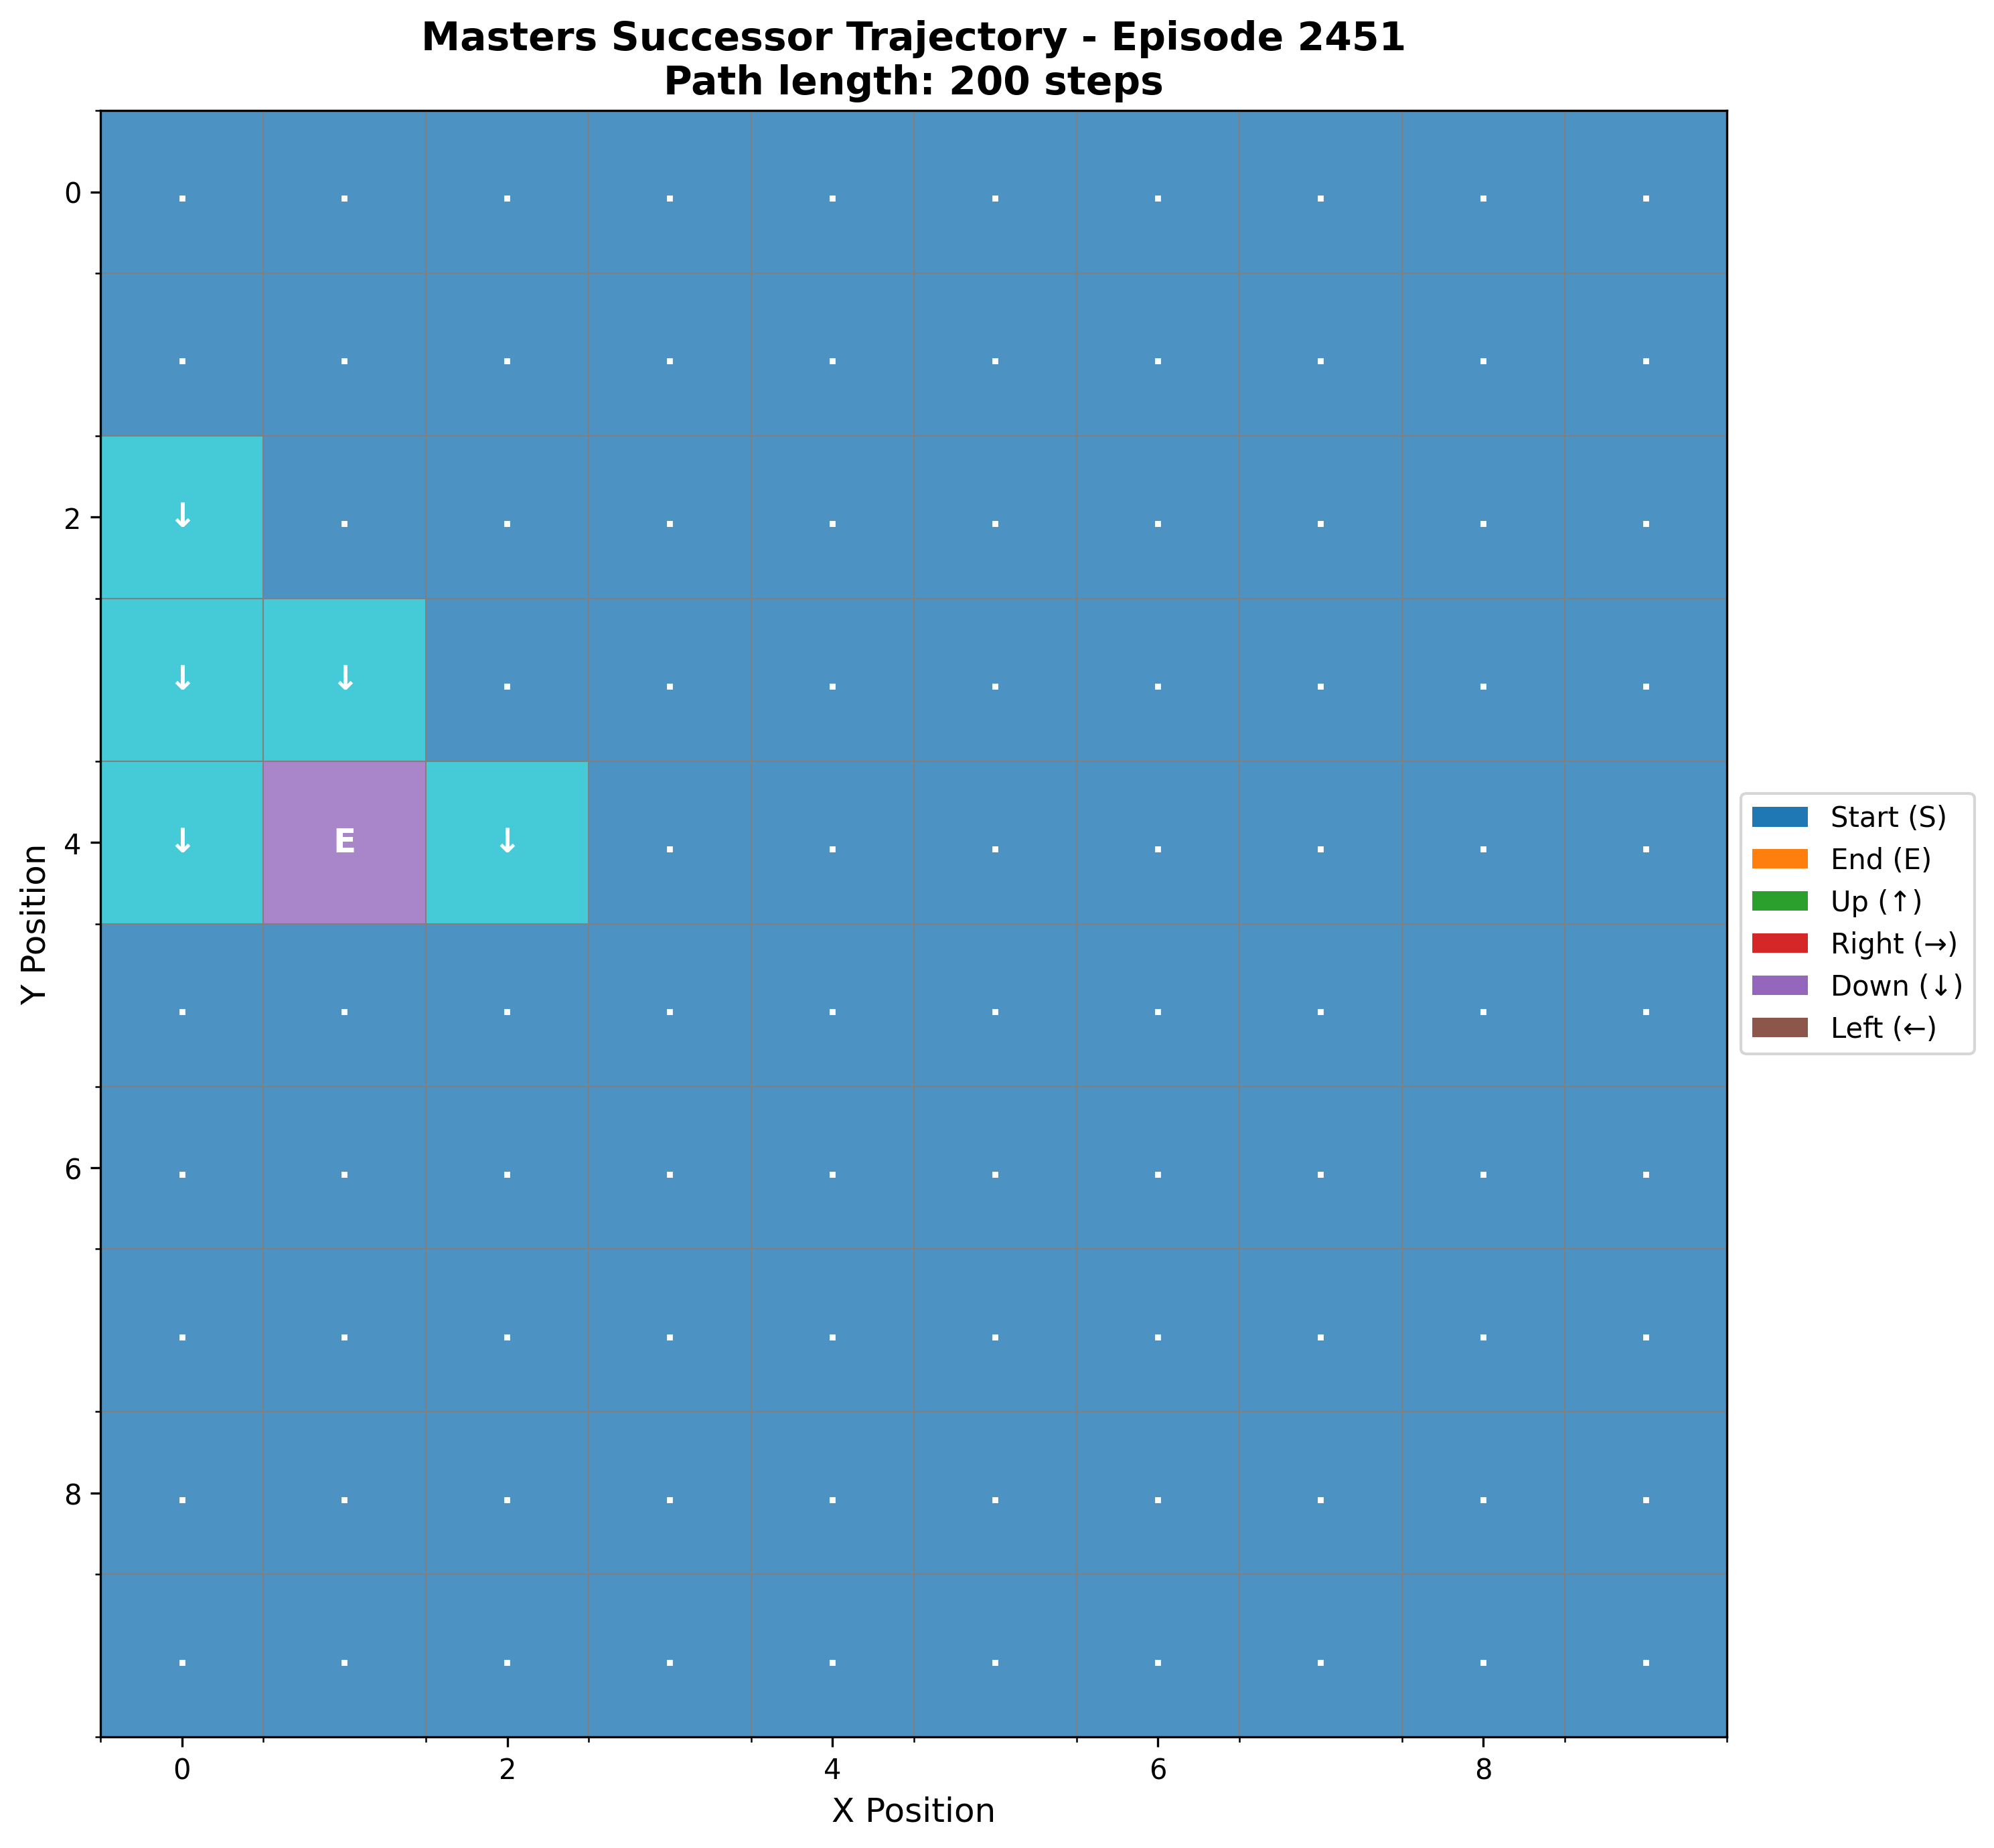 Masters Successor Trajectory - Episode 2451
Path length: 200 steps
0 · · · · · · · · · ·
· · · · · · · · · ·
2 ↓ · · · · · · · · ·
↓ ↓ · · · · · · · ·
4 ↓ E ↓ · · · · · · ·
· · · · · · · · · ·
6 · · · · · · · · · ·
· · · · · · · · · ·
8 · · · · · · · · · ·
· · · · · · · · · ·
0 2 4 6 8
X Position
Y Position
Start (S)
End (E)
Up (↑)
Right (→)
Down (↓)
Left (←)